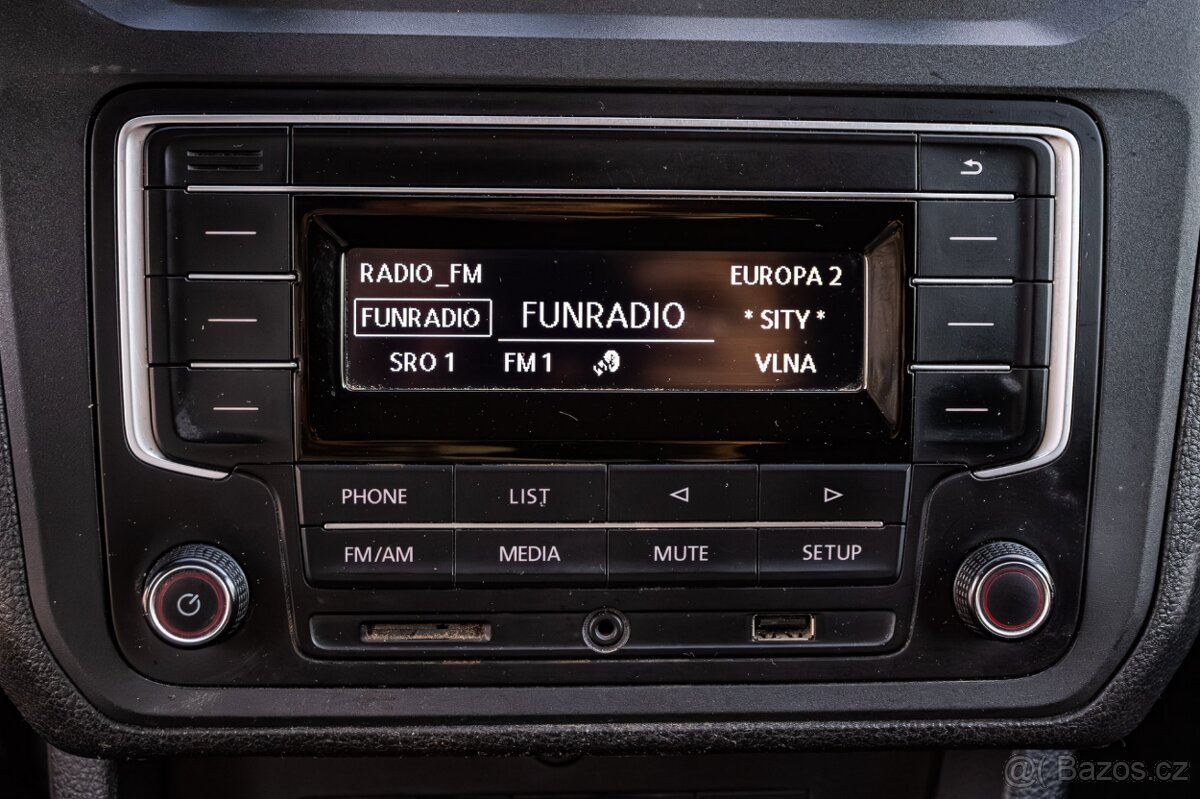 RADIO_FM EUROPA 2
FUNRADIO FUNRADIO * SITY *
SRO 1 FM 1 VLNA
PHONE LIST
FM/AM MEDIA MUTE SETUP
@( Bazos.cz